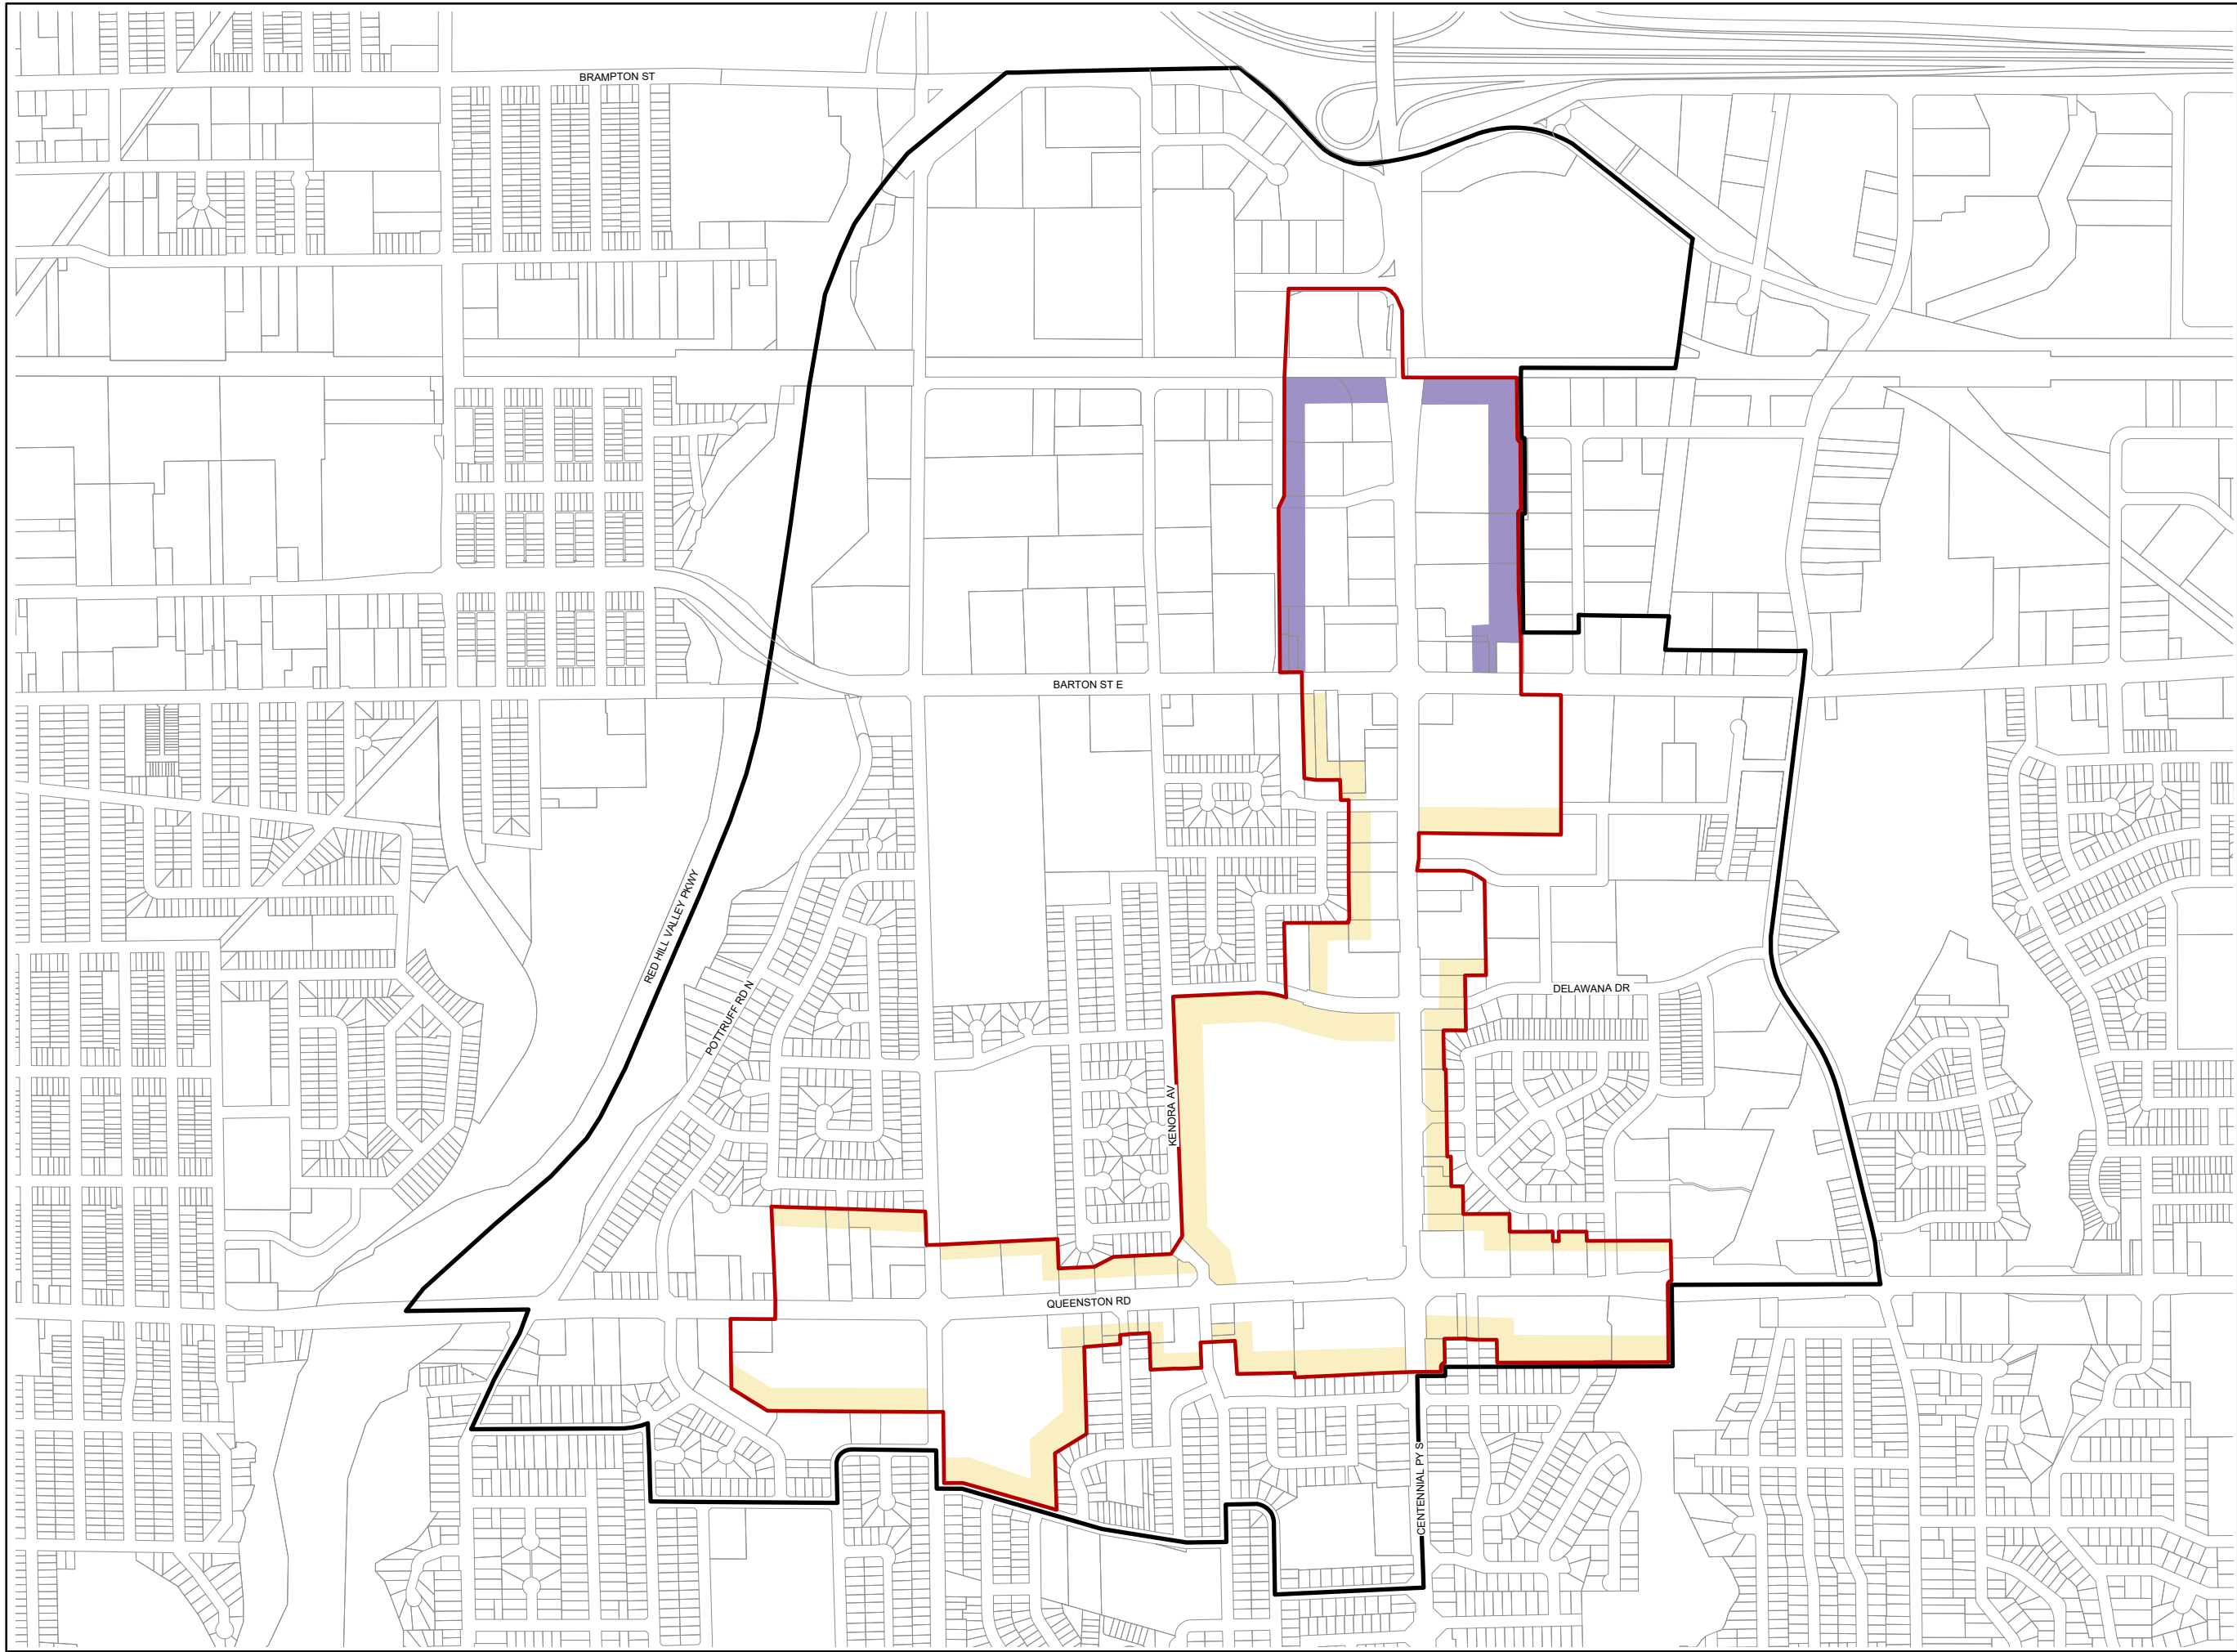 BRAMPTON ST
BARTON ST E
RED HILL VALLEY PKWY
POTTRUFF RD N
DELAWANA DR
KENORA AV
QUEENSTON RD
CENTENNIAL PY S